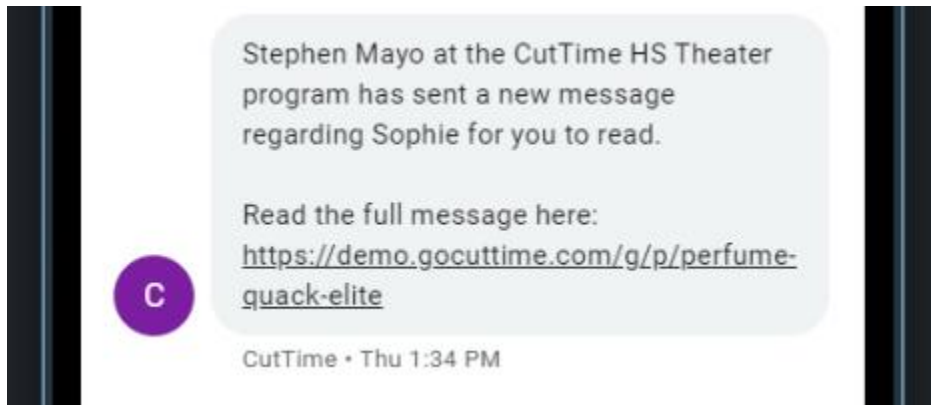 Stephen Mayo at the CutTime HS Theater
program has sent a new message
regarding Sophie for you to read.
Read the full message here:
https://demo.gocuttime.com/g/p/perfume-
quack-elite
C
CutTime • Thu 1:34 PM